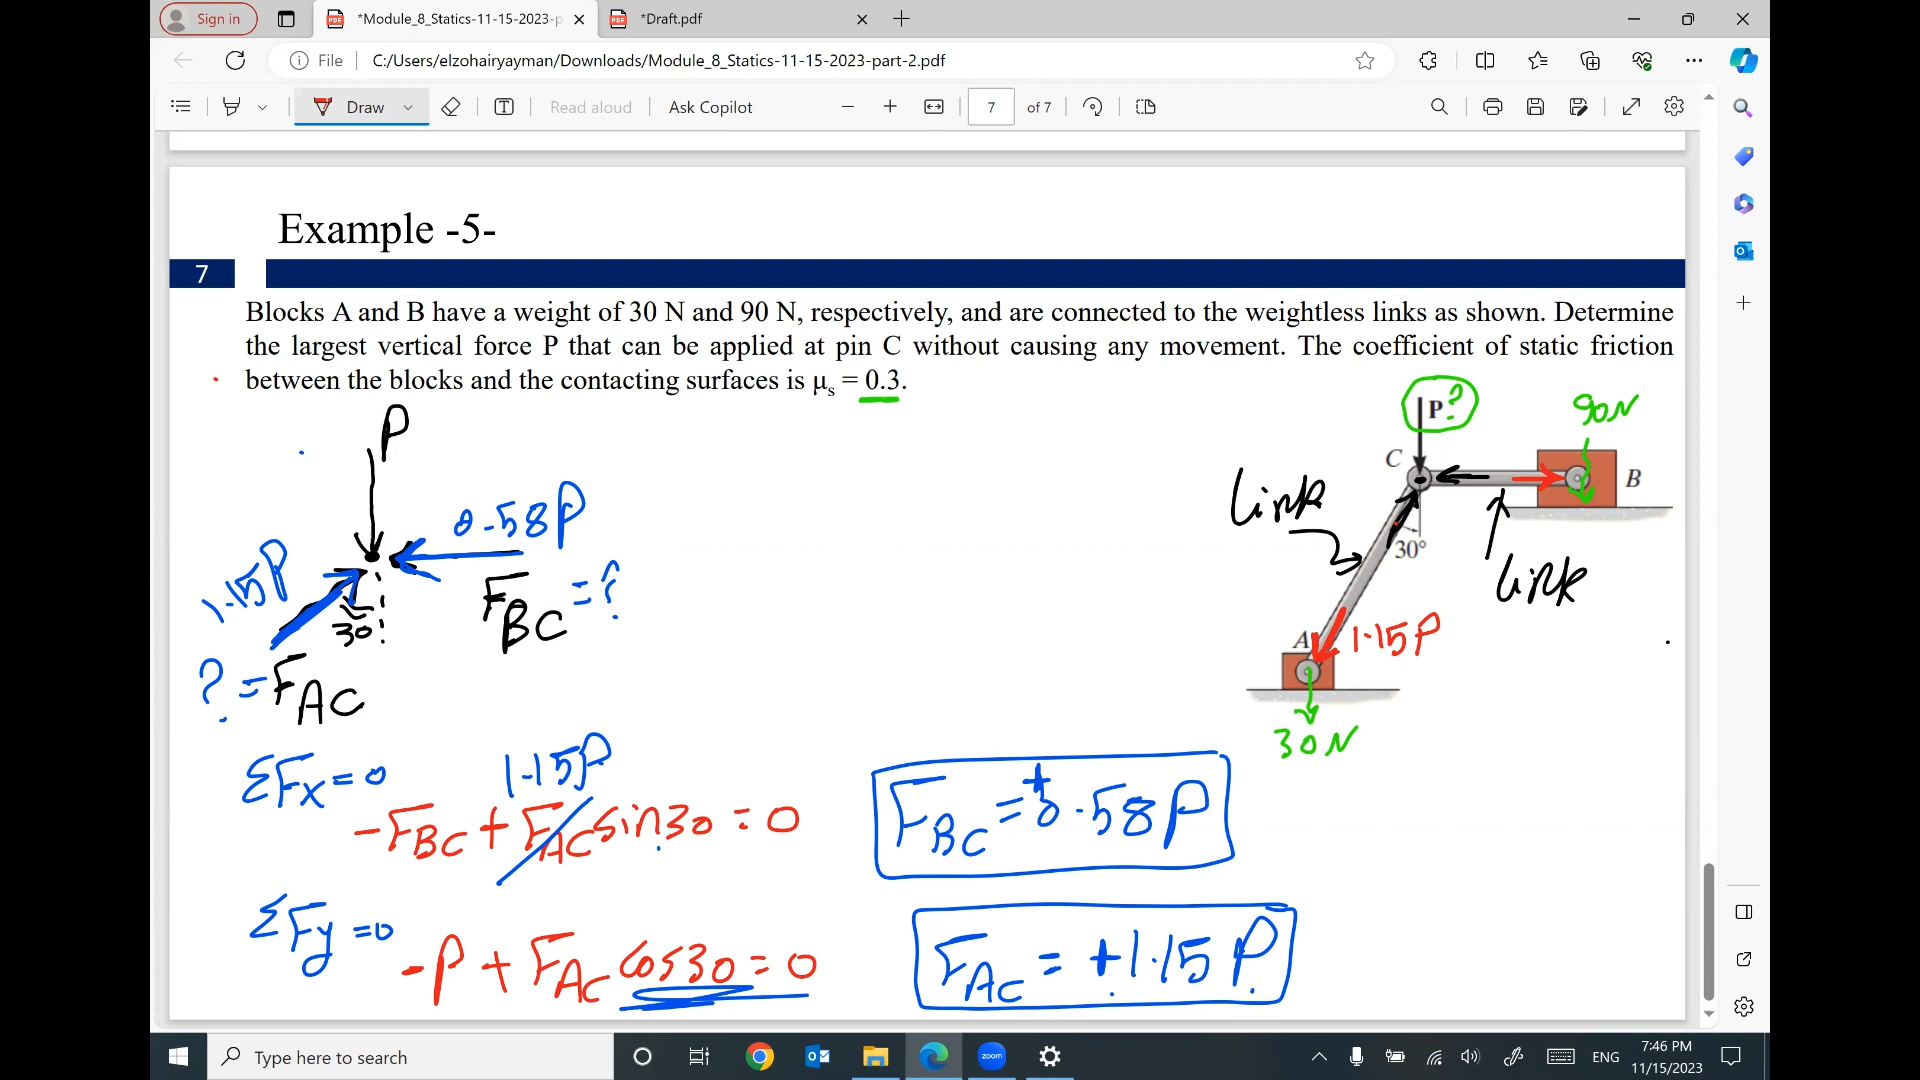 Sign in
*Module_8_Statics-11-15-2023-p
*Draft.pdf
File
C:/Users/elzohairyayman/Downloads/Module_8_Statics-11-15-2023-part-2.pdf
Draw
Read aloud
Ask Copilot
7
of 7
Example -5-
7
Blocks A and B have a weight of 30 N and 90 N, respectively, and are connected to the weightless links as shown. Determine
the largest vertical force P that can be applied at pin C without causing any movement. The coefficient of static friction
between the blocks and the contacting surfaces is μs = 0.3.
P
P?
90N
C
B
link
0.58P
30°
1.15P
FBC = ?
link
30
A
1.15P
? = FAC
30N
ΣFx = 0
1.15P
-FBC + FAC sin30 = 0
FBC = +0.58P
ΣFy = 0
-P + FAC cos30 = 0
FAC = +1.15P
Type here to search
zoom
ENG
7:46 PM
11/15/2023